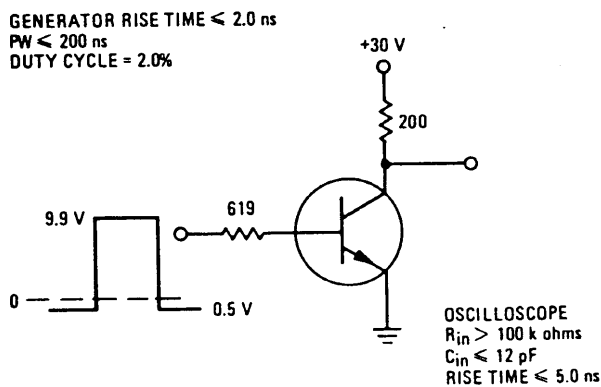 GENERATOR RISE TIME ≤ 2.0 ns
PW ≤ 200 ns
DUTY CYCLE = 2.0%
+30 V
200
619
9.9 V
0
0.5 V
OSCILLOSCOPE
Rin > 100 k ohms
Cin ≤ 12 pF
RISE TIME ≤ 5.0 ns